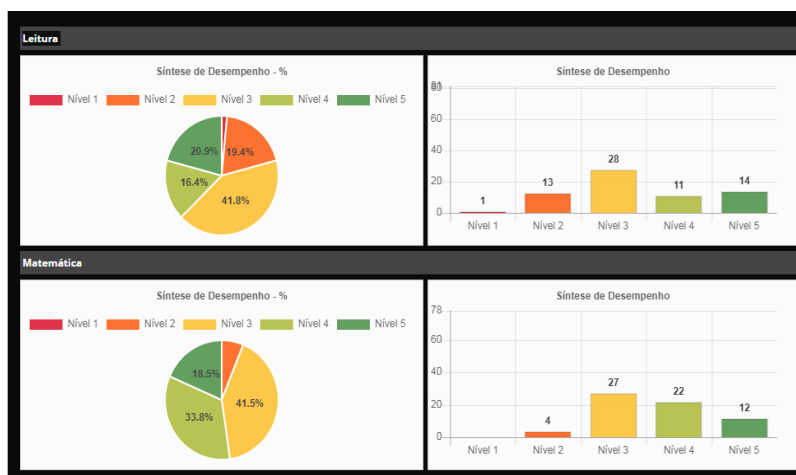 Leitura
Síntese de Desempenho - %
Nível 1 Nível 2 Nível 3 Nível 4 Nível 5
20.9% 19.4%
16.4%
41.8%
Síntese de Desempenho
60
40
20
0
1 13 28 11 14
Nível 1 Nível 2 Nível 3 Nível 4 Nível 5
Matemática
Síntese de Desempenho - %
Nível 1 Nível 2 Nível 3 Nível 4 Nível 5
18.5%
41.5%
33.8%
Síntese de Desempenho
78
60
40
20
0
4 27 22 12
Nível 1 Nível 2 Nível 3 Nível 4 Nível 5